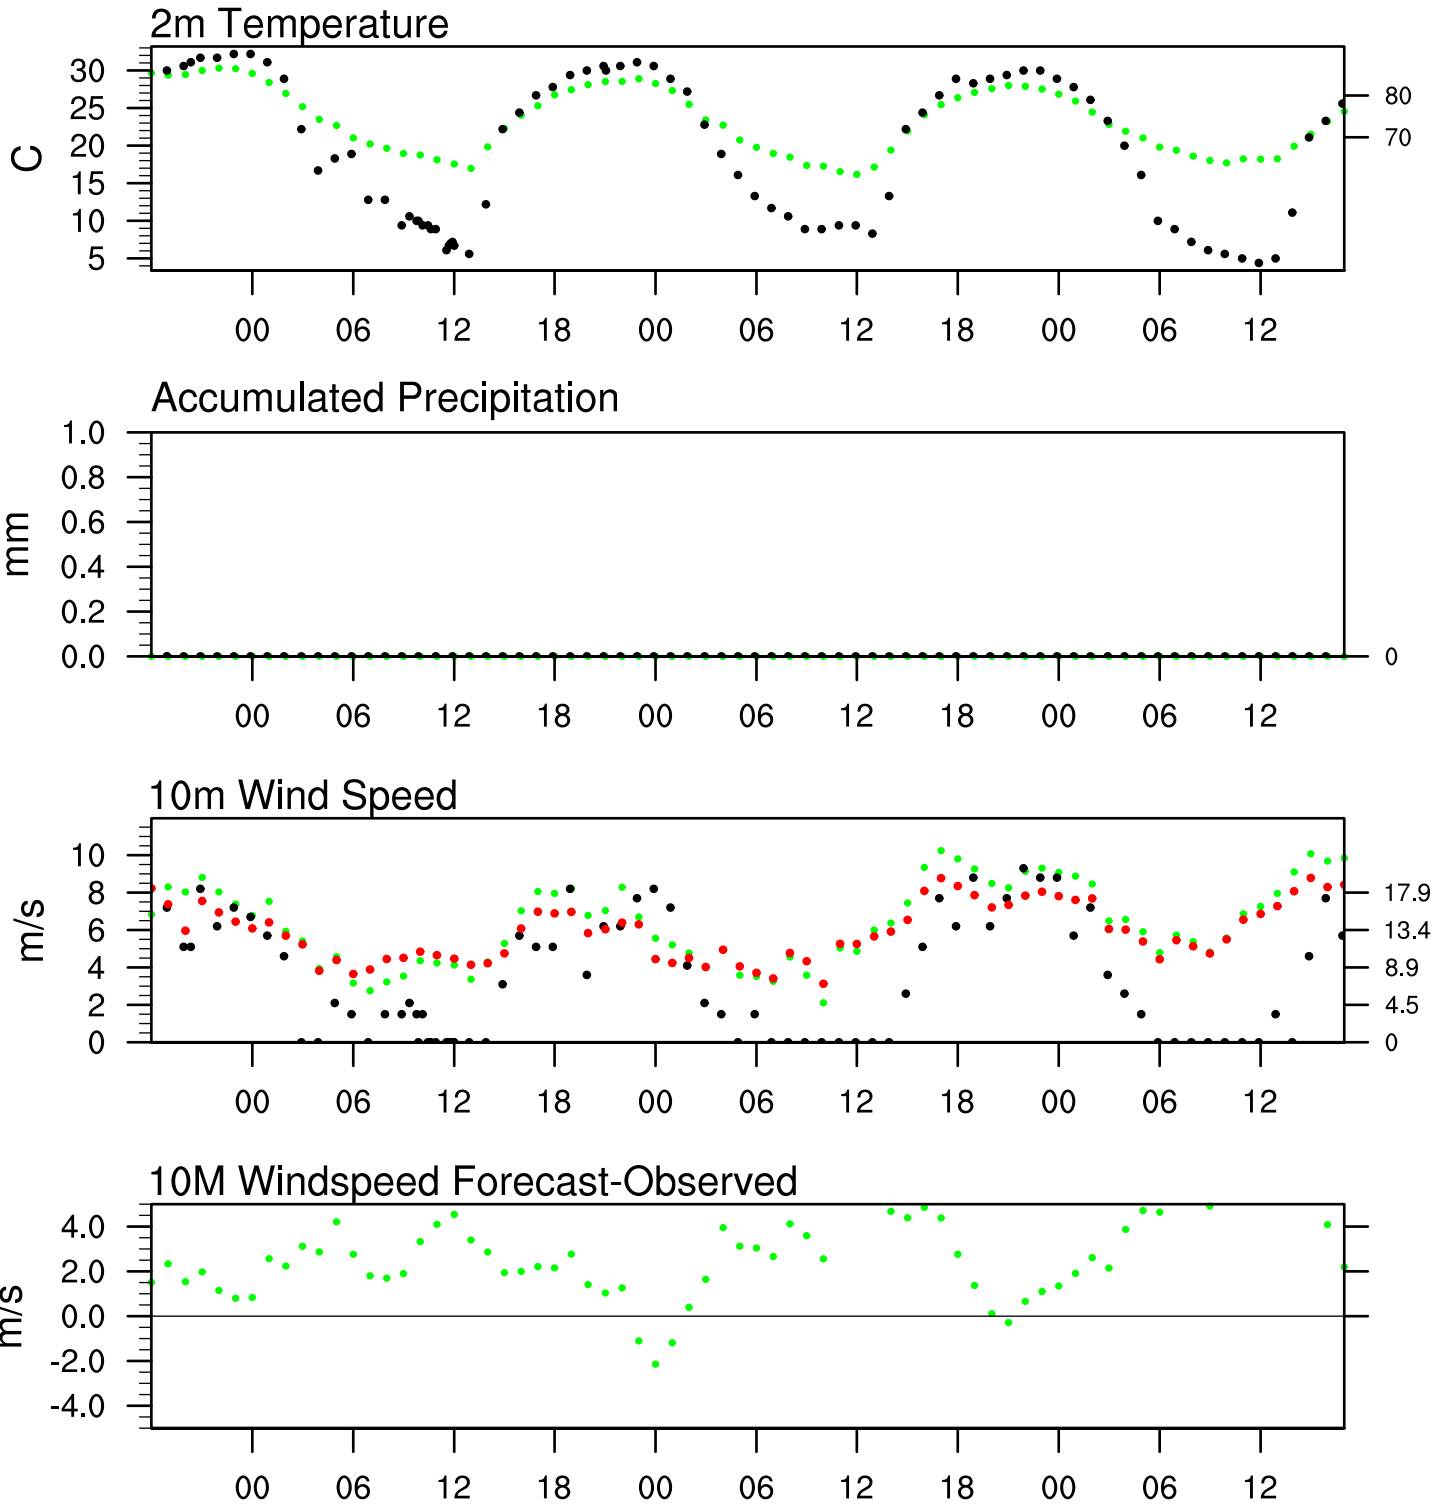 2m Temperature
30
25
20
15
10
5
C
80
70
00 06 12 18 00 06 12 18 00 06 12
Accumulated Precipitation
1.0
0.8
0.6
0.4
0.2
0.0
mm
0
00 06 12 18 00 06 12 18 00 06 12
10m Wind Speed
10
8
6
4
2
0
m/s
17.9
13.4
8.9
4.5
0
00 06 12 18 00 06 12 18 00 06 12
10M Windspeed Forecast-Observed
4.0
2.0
0.0
-2.0
-4.0
m/s
00 06 12 18 00 06 12 18 00 06 12